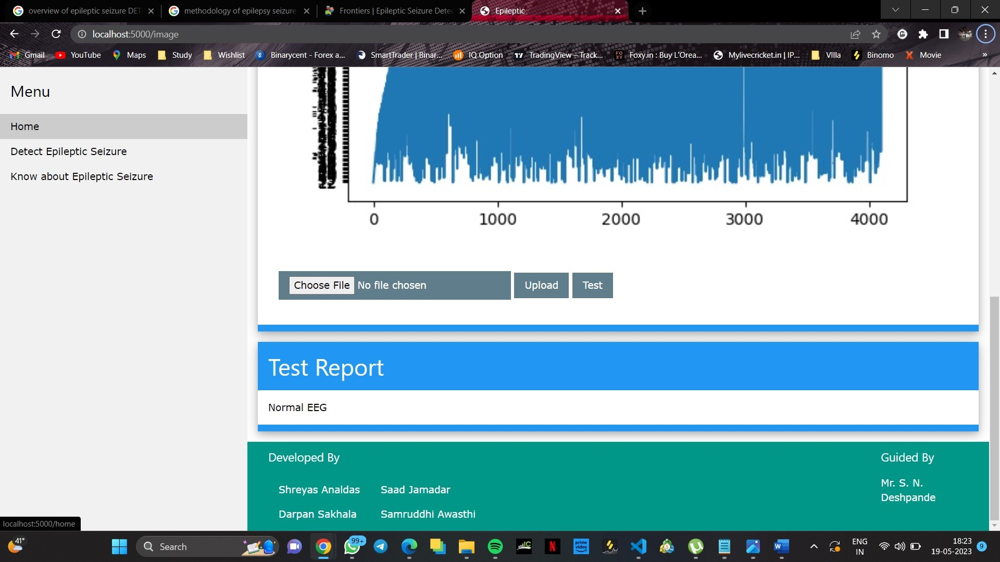 overview of epileptic seizure DET
methodology of epilepsy seizure
Frontiers | Epileptic Seizure Detec
Epileptic
localhost:5000/image
Gmail
YouTube
Maps
Study
Wishlist
Binarycent - Forex a...
SmartTrader | Binar...
IQ Option
TradingView – Track...
Foxy.in : Buy L'Orea...
Mylivecricket.in | IP...
VIlla
Binomo
Movie
»
Menu
Home
Detect Epileptic Seizure
Know about Epileptic Seizure
0 1000 2000 3000 4000
Choose File No file chosen
Upload
Test
Test Report
Normal EEG
Developed By
Guided By
Shreyas Analdas
Saad Jamadar
Mr. S. N.
Deshpande
Darpan Sakhala
Samruddhi Awasthi
localhost:5000/home
41°
Search
99+
ENG
IN
18:23
19-05-2023
9